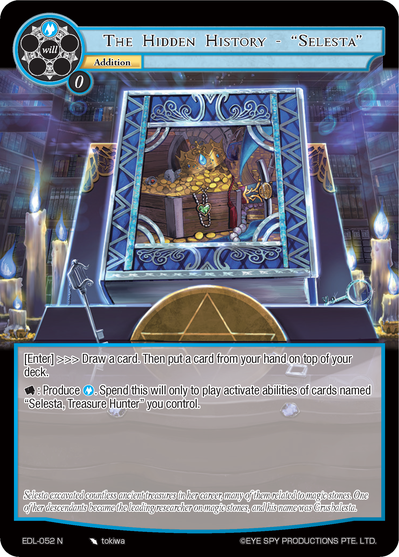 The Hidden History - “Selesta”
will
Addition
0
[Enter] >>> Draw a card. Then put a card from your hand on top of your
deck.
: Produce . Spend this will only to play activate abilities of cards named
“Selesta, Treasure Hunter” you control.
Selesta excavated countless ancient treasures in her career, many of them related to magic stones. One
of her descendants became the leading researcher on magic stones, and his name was Grusbalesta.
EDL-052 N
tokiwa
©EYE SPY PRODUCTIONS PTE. LTD.